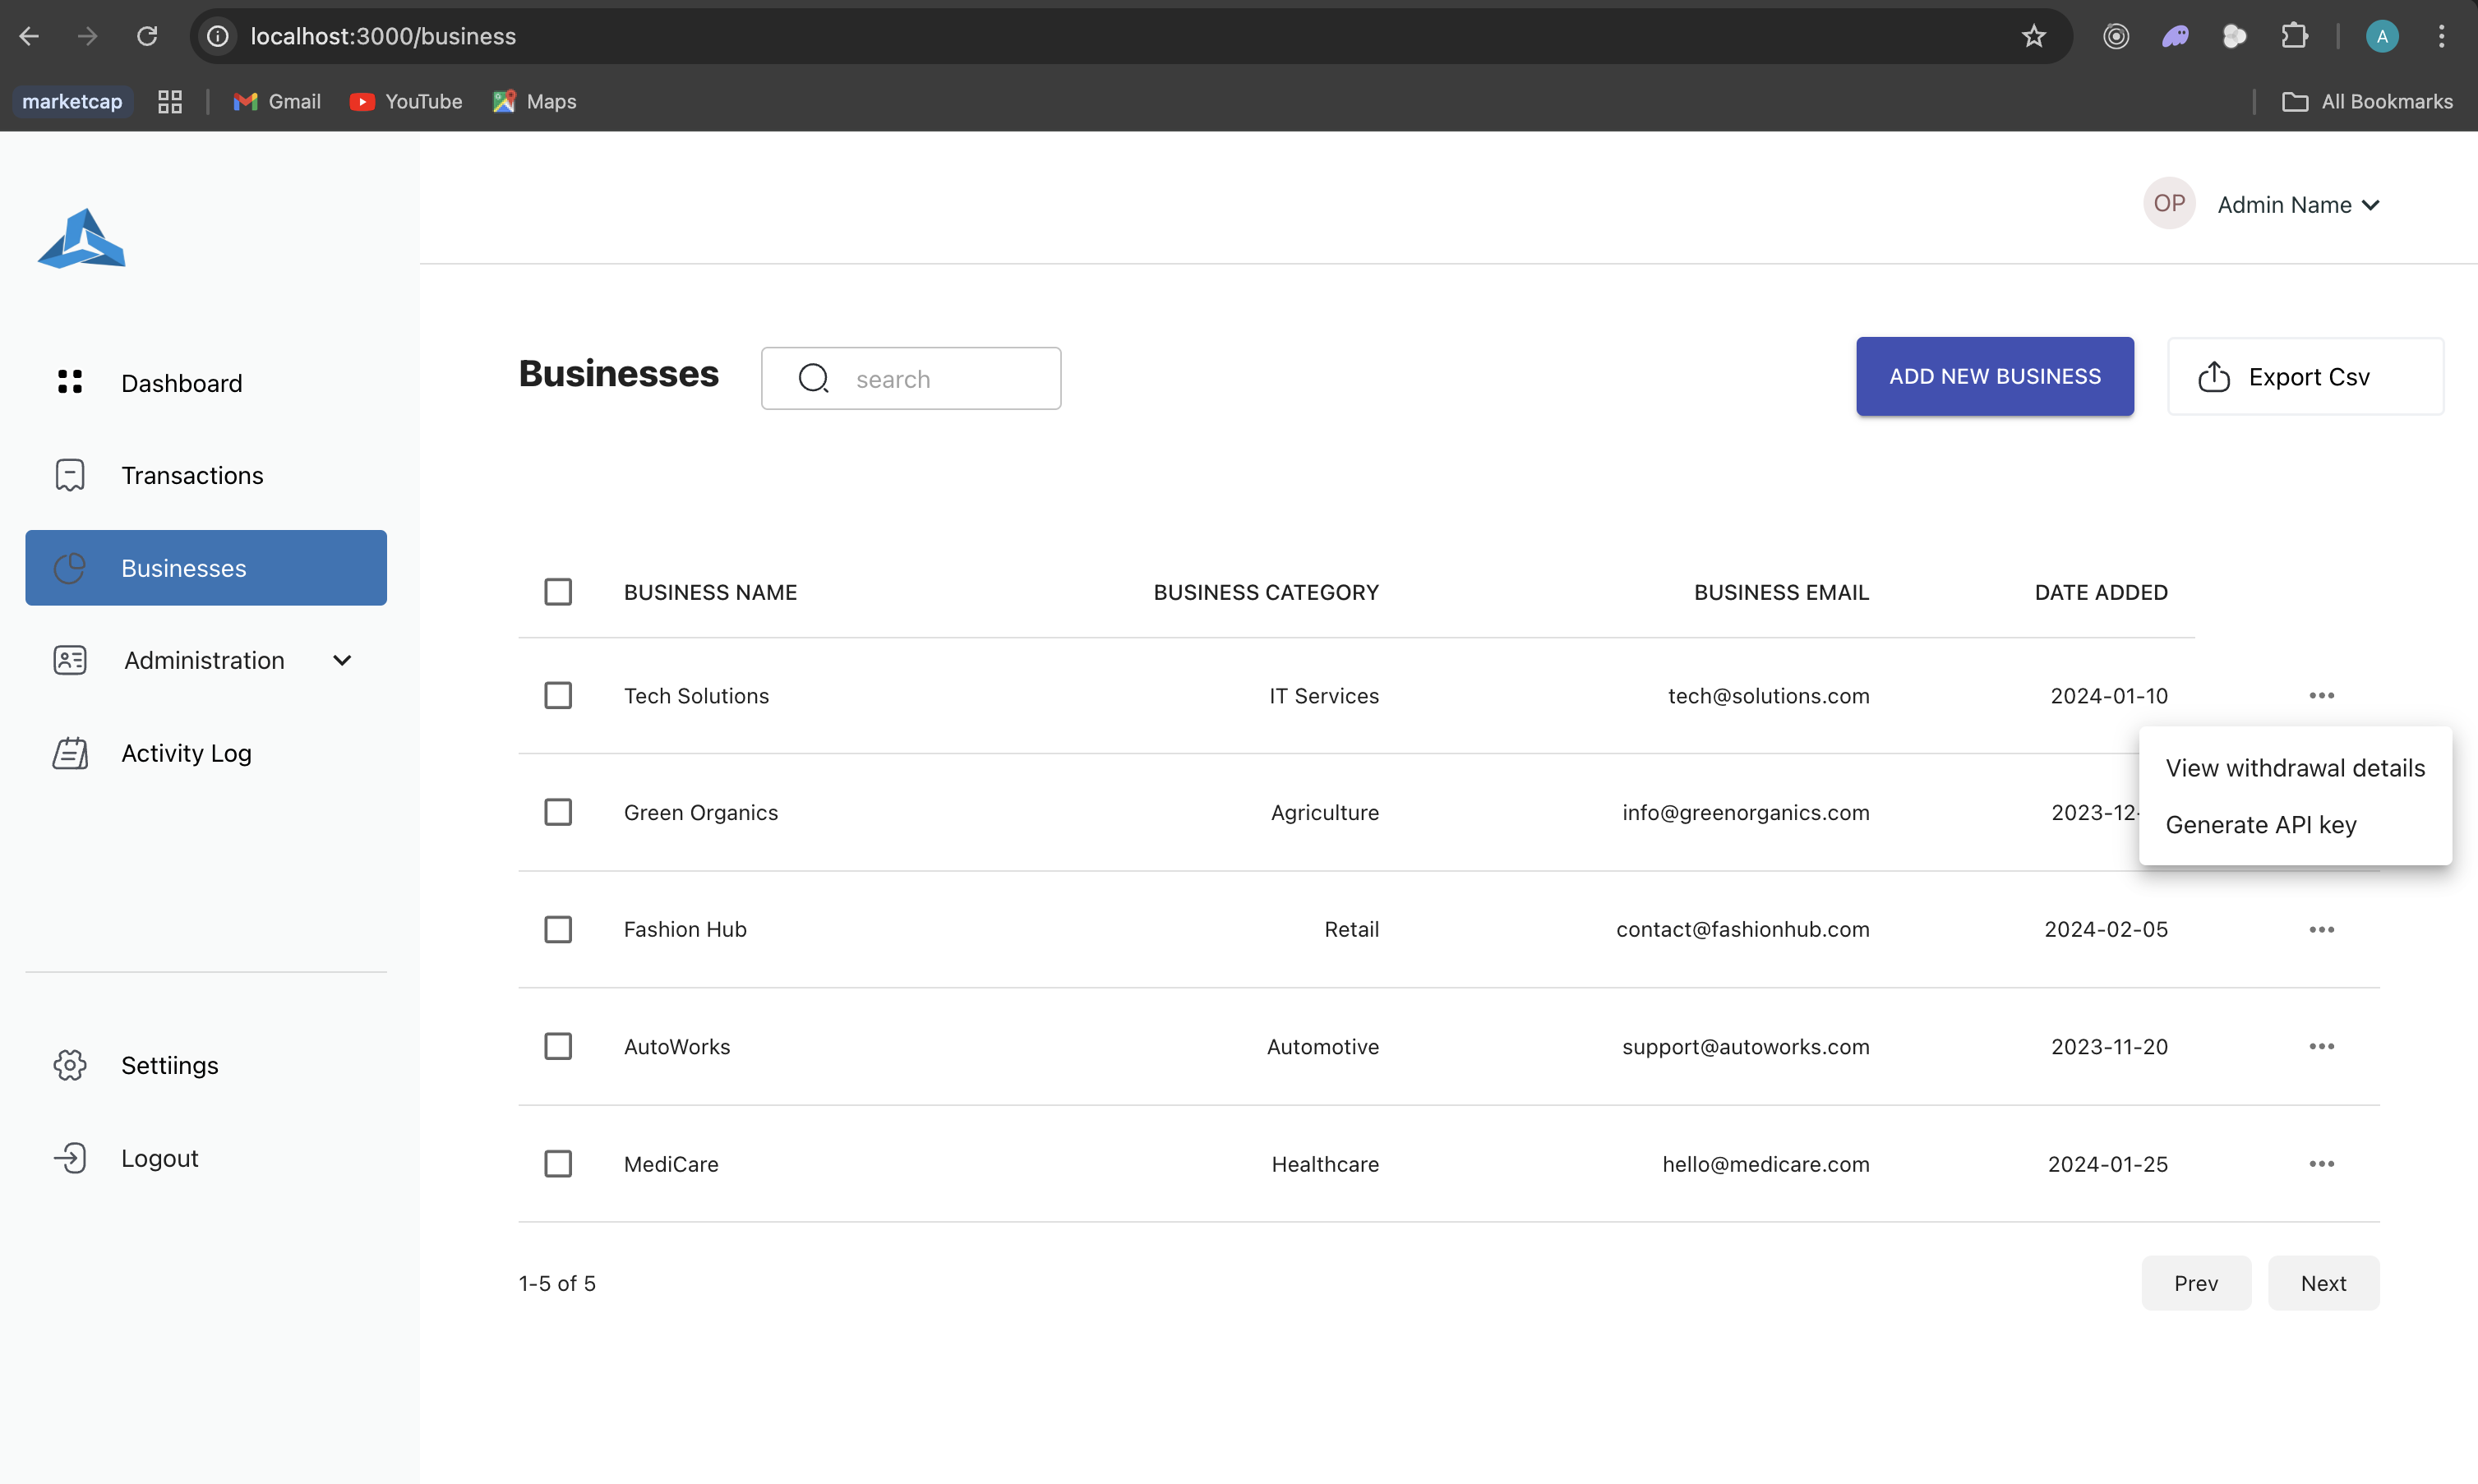 localhost:3000/business
A
marketcap
Gmail
YouTube
Maps
All Bookmarks
OP
Admin Name
Dashboard
Transactions
Businesses
Administration
Activity Log
Settiings
Logout
Businesses
search
ADD NEW BUSINESS
Export Csv
BUSINESS NAME BUSINESS CATEGORY BUSINESS EMAIL DATE ADDED
Tech Solutions IT Services tech@solutions.com 2024-01-10
View withdrawal details
Generate API key
Green Organics Agriculture info@greenorganics.com 2023-12-
Fashion Hub Retail contact@fashionhub.com 2024-02-05
AutoWorks Automotive support@autoworks.com 2023-11-20
MediCare Healthcare hello@medicare.com 2024-01-25
1-5 of 5
Prev
Next